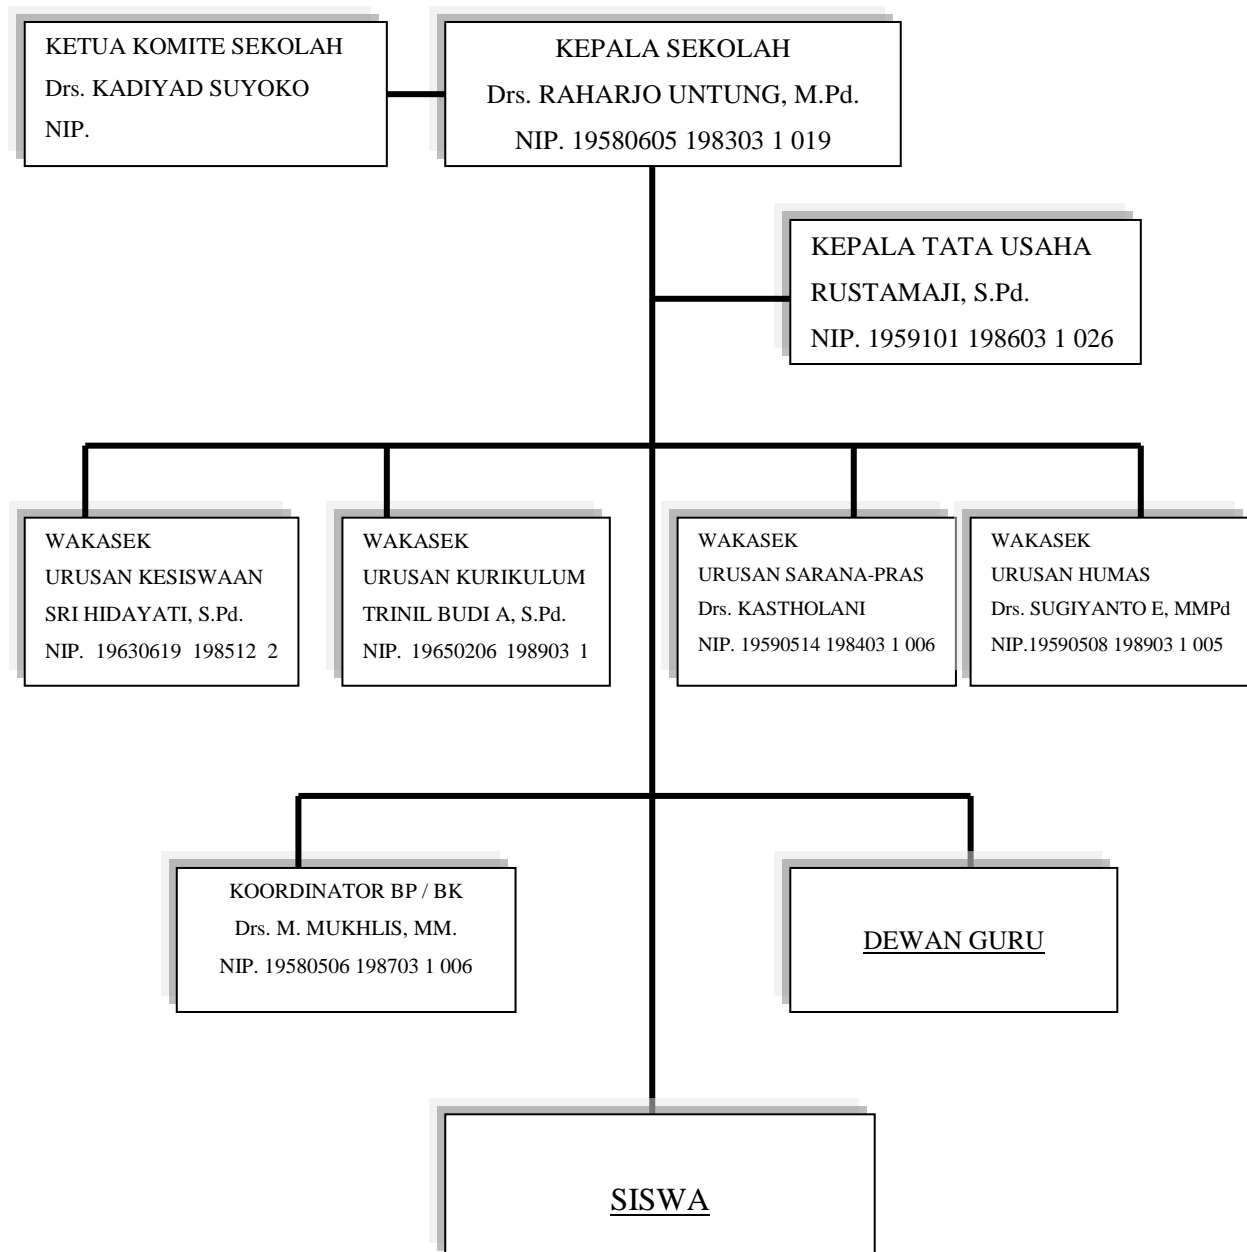 KETUA KOMITE SEKOLAH
Drs. KADIYAD SUYOKO
NIP.
KEPALA SEKOLAH
Drs. RAHARJO UNTUNG, M.Pd.
NIP. 19580605 198303 1 019
KEPALA TATA USAHA
RUSTAMAJI, S.Pd.
NIP. 1959101 198603 1 026
WAKASEK
URUSAN KESISWAAN
SRI HIDAYATI, S.Pd.
NIP. 19630619 198512 2
WAKASEK
URUSAN KURIKULUM
TRINIL BUDI A, S.Pd.
NIP. 19650206 198903 1
WAKASEK
URUSAN SARANA-PRAS
Drs. KASTHOLANI
NIP. 19590514 198403 1 006
WAKASEK
URUSAN HUMAS
Drs. SUGIYANTO E, MMPd
NIP.19590508 198903 1 005
KOORDINATOR BP / BK
Drs. M. MUKHLIS, MM.
NIP. 19580506 198703 1 006
DEWAN GURU
SISWA